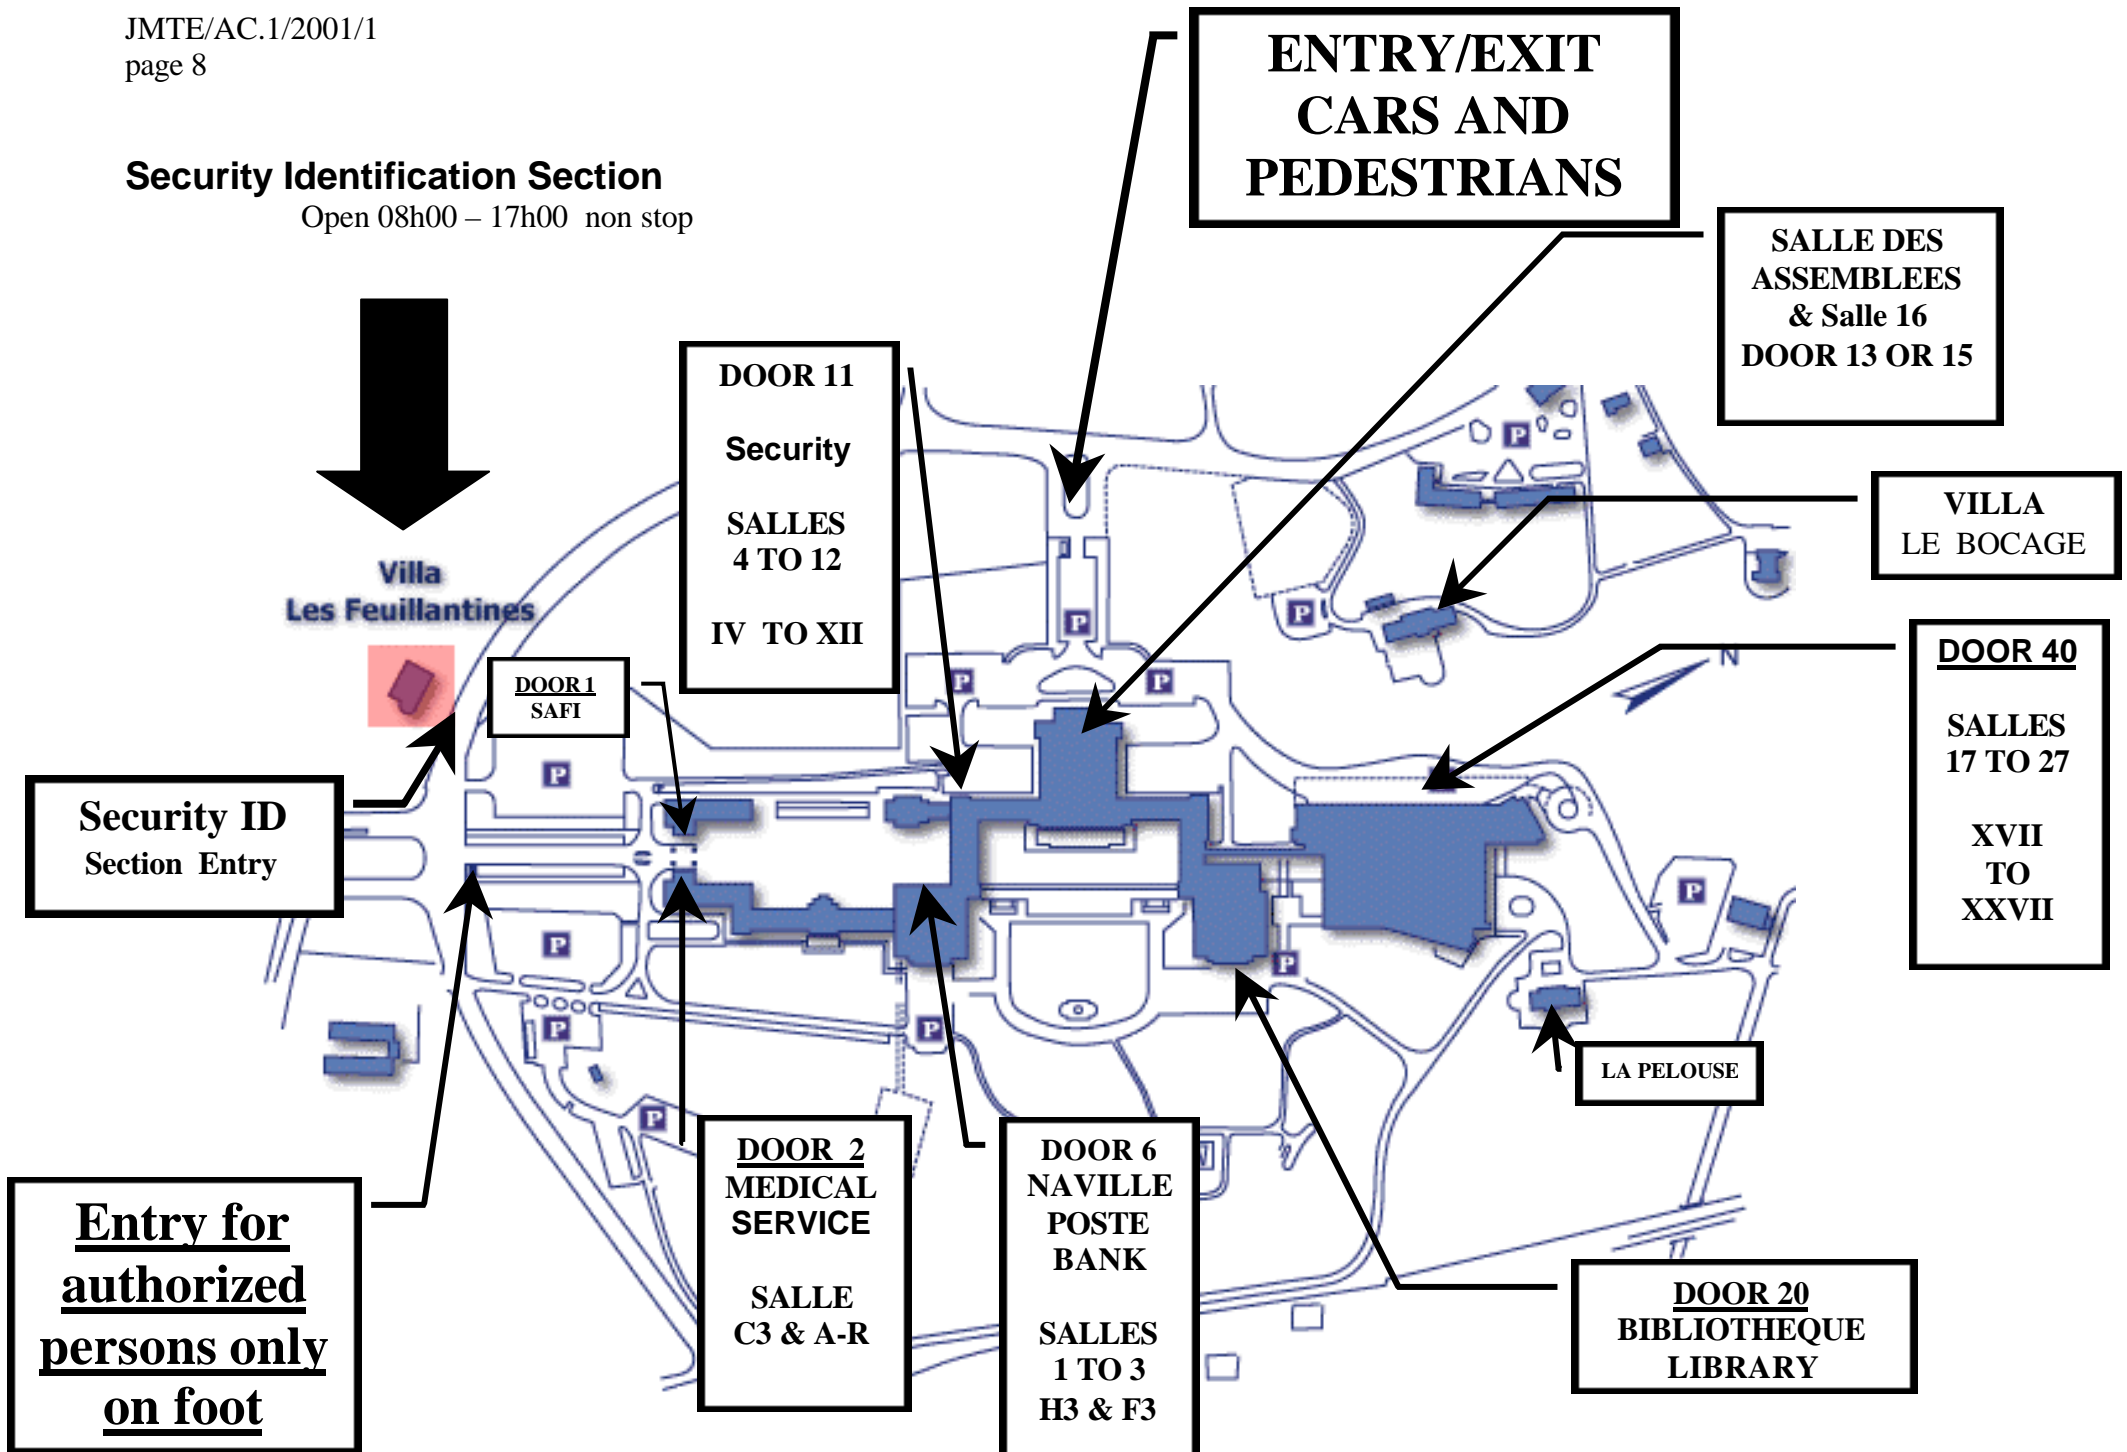 JMTE/AC.1/2001/1
page 8
Security Identification Section
Open 08h00 – 17h00 non stop
ENTRY/EXIT
CARS AND
PEDESTRIANS
SALLE DES
ASSEMBLEES
& Salle 16
DOOR 13 OR 15
DOOR 11
Security
SALLES
4 TO 12
IV TO XII
P
VILLA
LE BOCAGE
Villa
Les Feuillantines
P
P
DOOR 1
SAFI
P
P
N
DOOR 40
SALLES
17 TO 27
XVII
TO
XXVII
Security ID
Section Entry
P
P
P
P
P
P
P
LA PELOUSE
Entry for
authorized
persons only
on foot
DOOR 2
MEDICAL
SERVICE
SALLE
C3 & A-R
DOOR 6
NAVILLE
POSTE
BANK
SALLES
1 TO 3
H3 & F3
DOOR 20
BIBLIOTHEQUE
LIBRARY